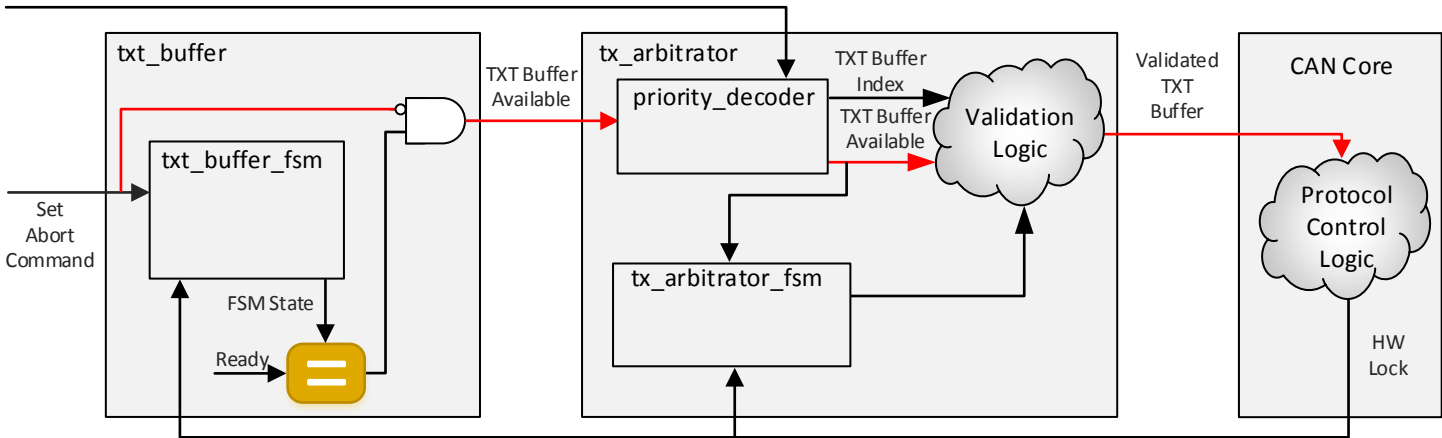 txt_buffer
txt_buffer_fsm
Set
Abort
Command
FSM State
Ready
TXT Buffer
Available
tx_arbitrator
priority_decoder
TXT Buffer
Index
TXT Buffer
Available
Validation
Logic
tx_arbitrator_fsm
Validated
TXT
Buffer
CAN Core
Protocol
Control
Logic
HW
Lock